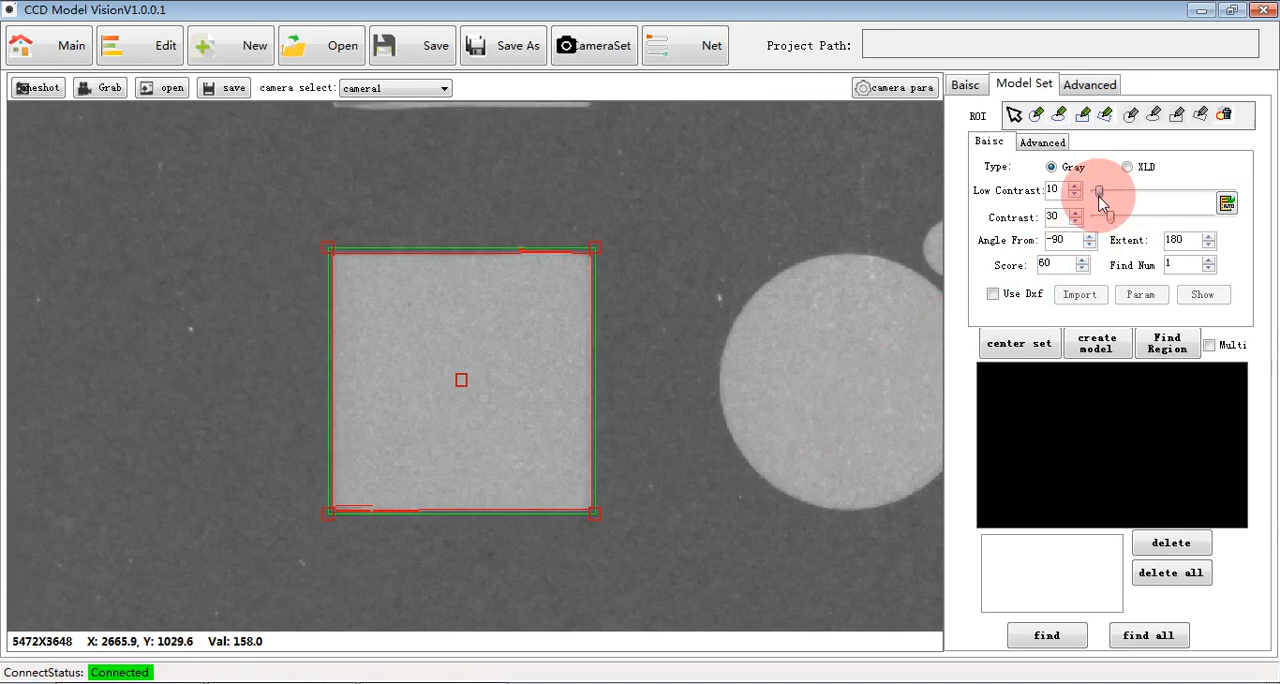 CCD Model VisionV1.0.0.1
Main Edit New Open Save Save As CameraSet Net Project Path:
neshot Grab open save camera select: camera1 camera para
Baisc Model Set Advanced
ROI
Baisc Advanced
Type: Gray XLD
Low Contrast: 10
AUTO
Contrast: 30
Angle From: -90 Extent: 180
Score: 60 Find Num 1
Use Dxf Import Param Show
center set create model Find Region Multi
delete
delete all
find find all
5472X3648 X: 2665.9, Y: 1029.6 Val: 158.0
ConnectStatus: Connected